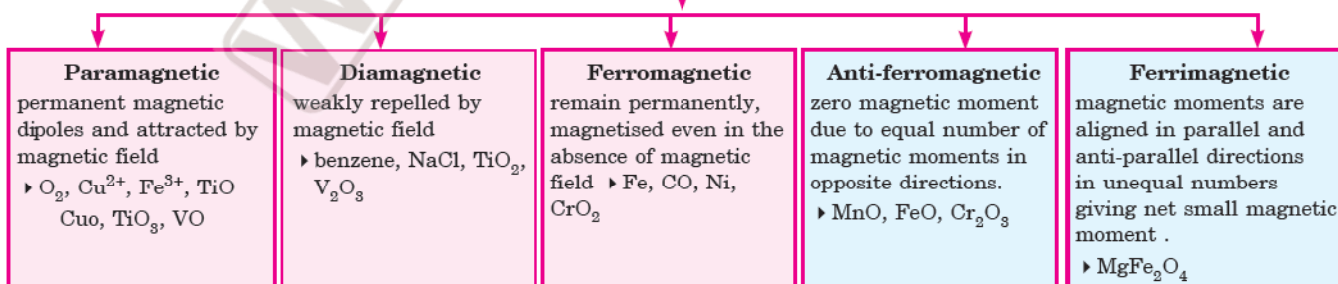 Paramagnetic
permanent magnetic
dipoles and attracted by
magnetic field
▸ O₂, Cu²⁺, Fe³⁺, TiO
Cuo, TiO₃, VO
Diamagnetic
weakly repelled by
magnetic field
▸ benzene, NaCl, TiO₂,
V₂O₃
Ferromagnetic
remain permanently,
magnetised even in the
absence of magnetic
field ▸ Fe, CO, Ni,
CrO₂
Anti-ferromagnetic
zero magnetic moment
due to equal number of
magnetic moments in
opposite directions.
▸ MnO, FeO, Cr₂O₃
Ferrimagnetic
magnetic moments are
aligned in parallel and
anti-parallel directions
in unequal numbers
giving net small magnetic
moment .
▸ MgFe₂O₄